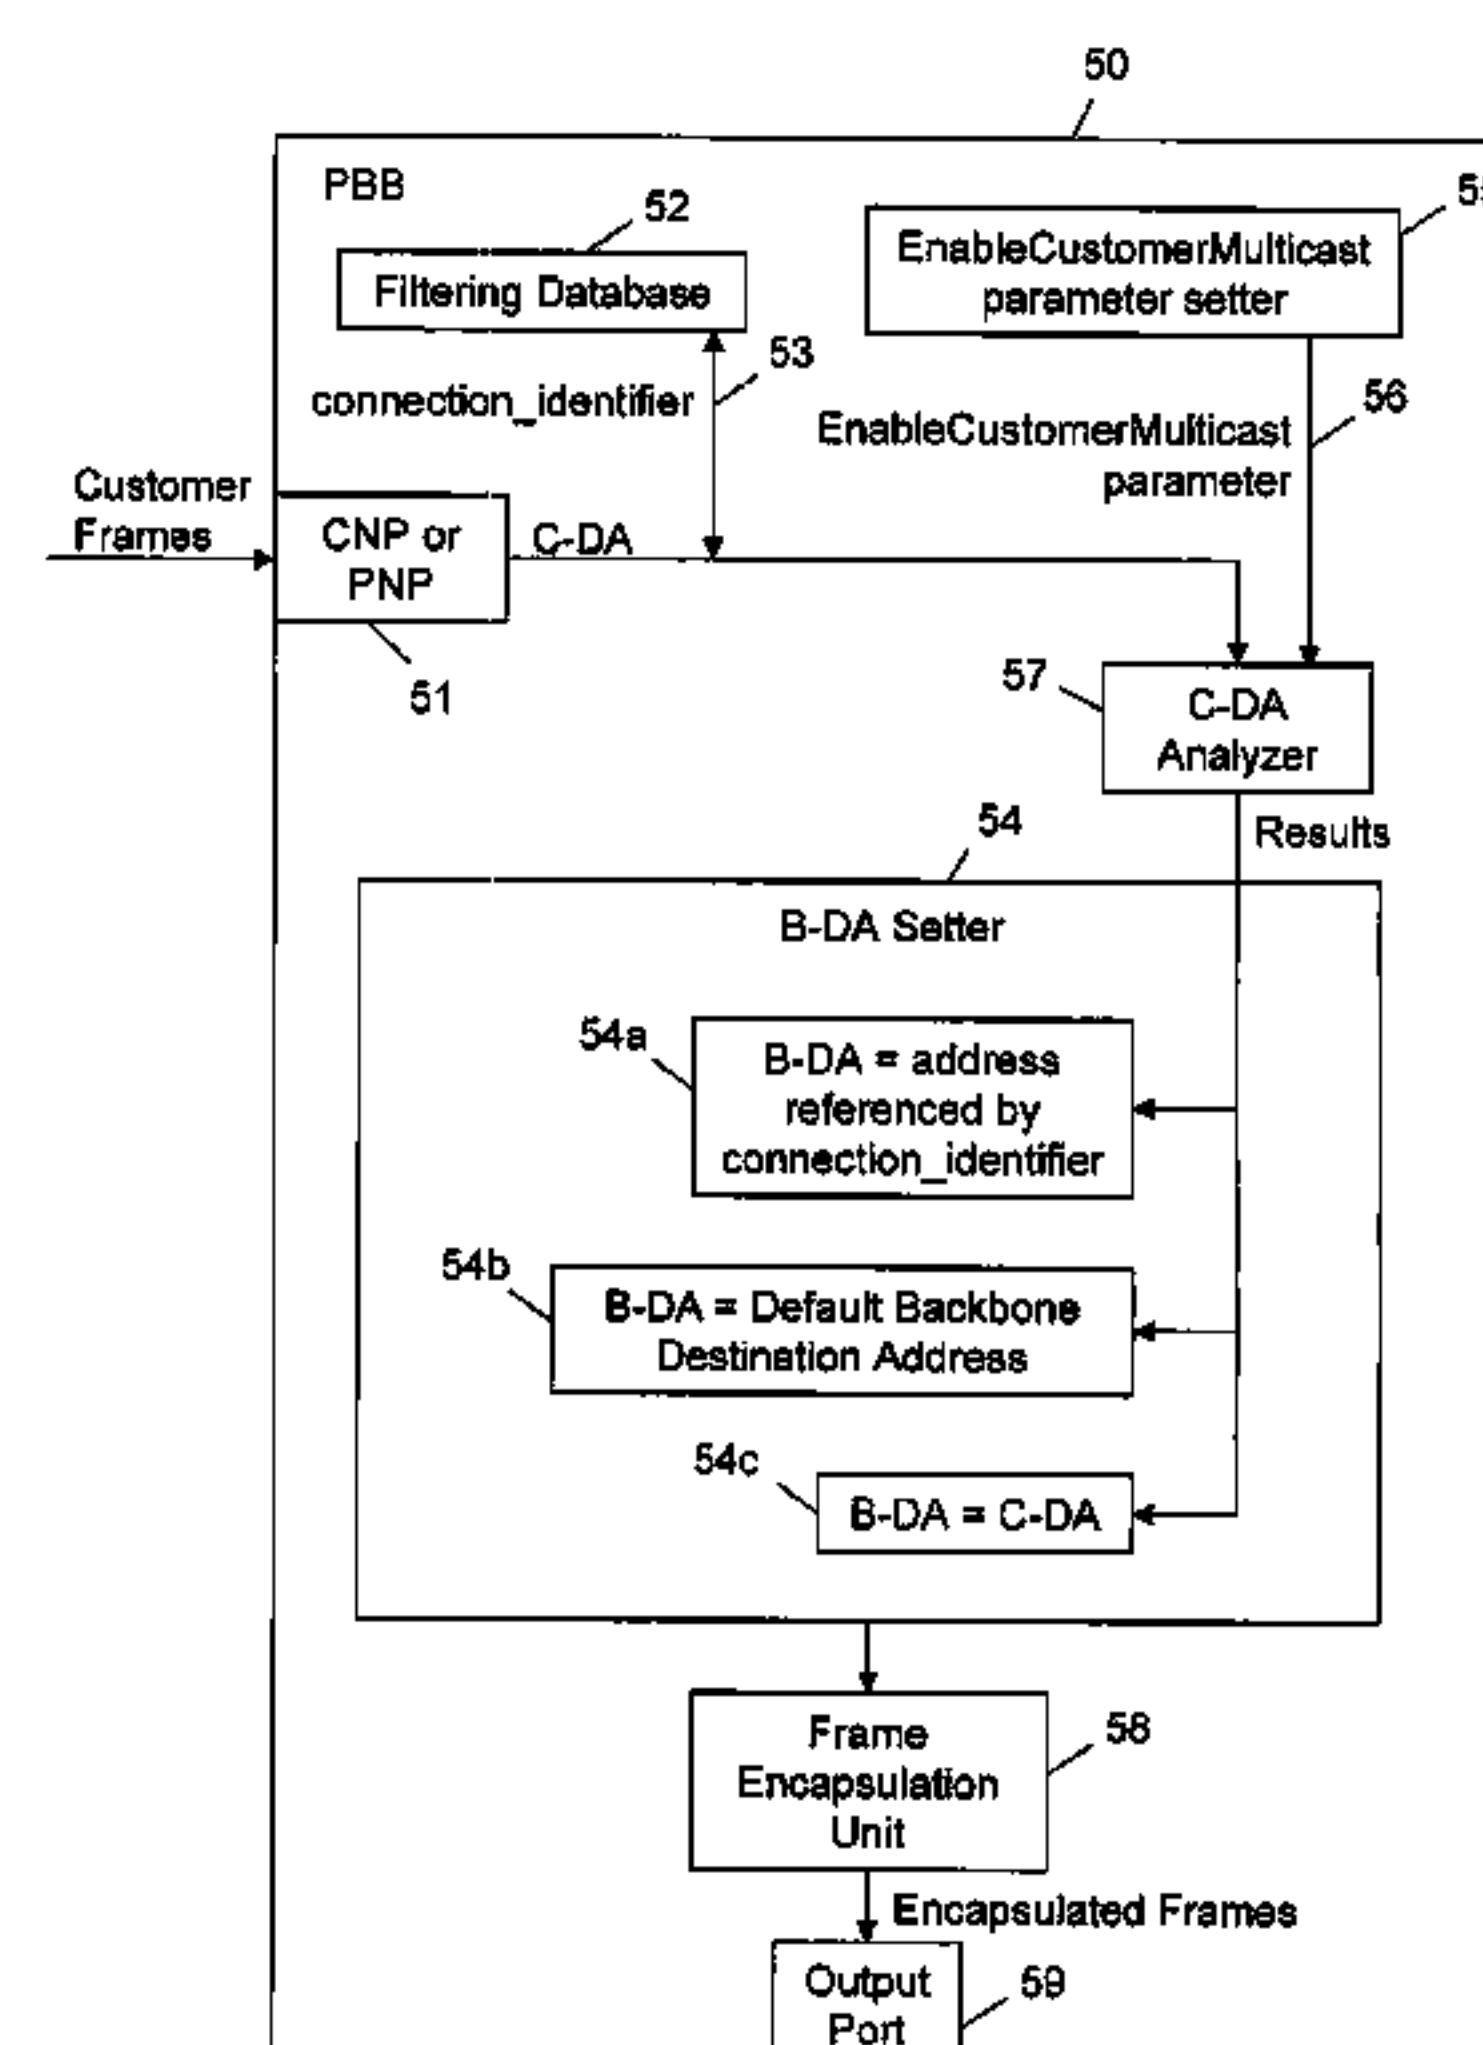 50
PBB
52
Filtering Database
EnableCustomerMulticast
parameter setter
53
connection_identifier
56
EnableCustomerMulticast
parameter
Customer
Frames
CNP or
PNP
C-DA
51
57
C-DA
Analyzer
Results
54
B-DA Setter
54a
B-DA = address
referenced by
connection_identifier
54b
B-DA = Default Backbone
Destination Address
54c
B-DA = C-DA
Frame
Encapsulation
Unit
58
Encapsulated Frames
Output
Port
59